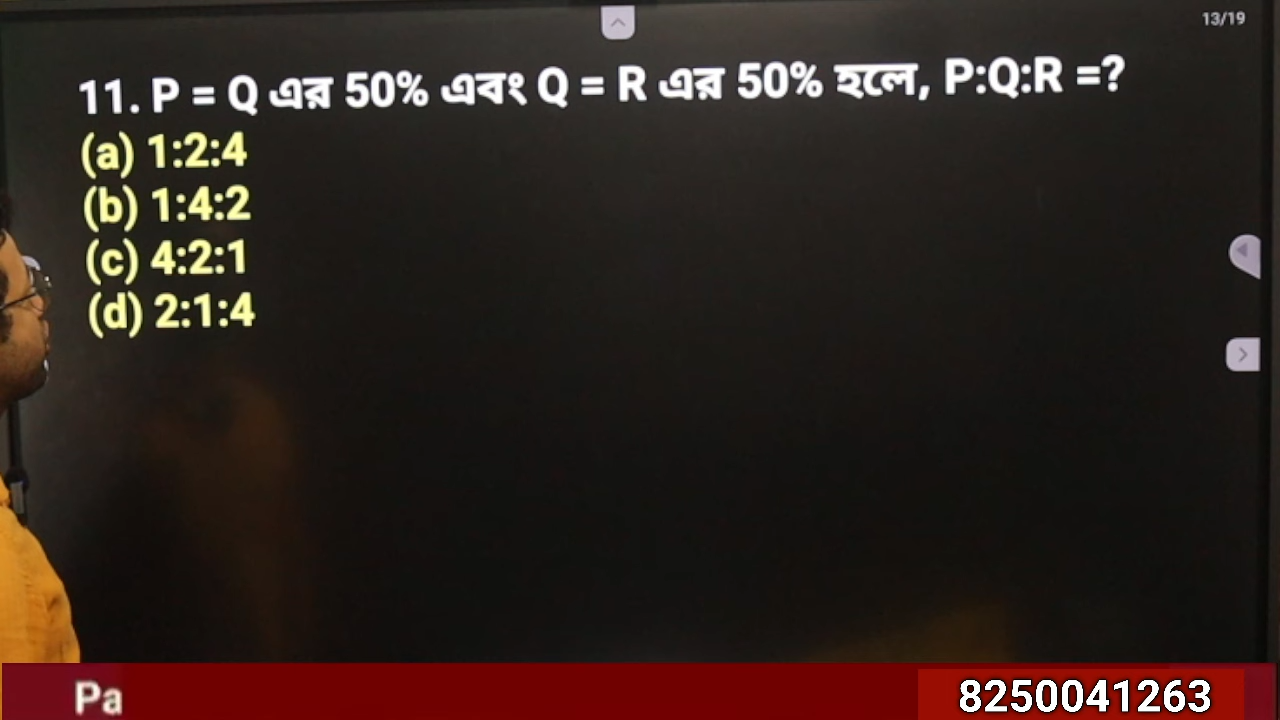 13/19
11. P = Q এর 50% এবং Q = R এর 50% হলে, P:Q:R =?
(a) 1:2:4
(b) 1:4:2
(c) 4:2:1
(d) 2:1:4
Pa
8250041263